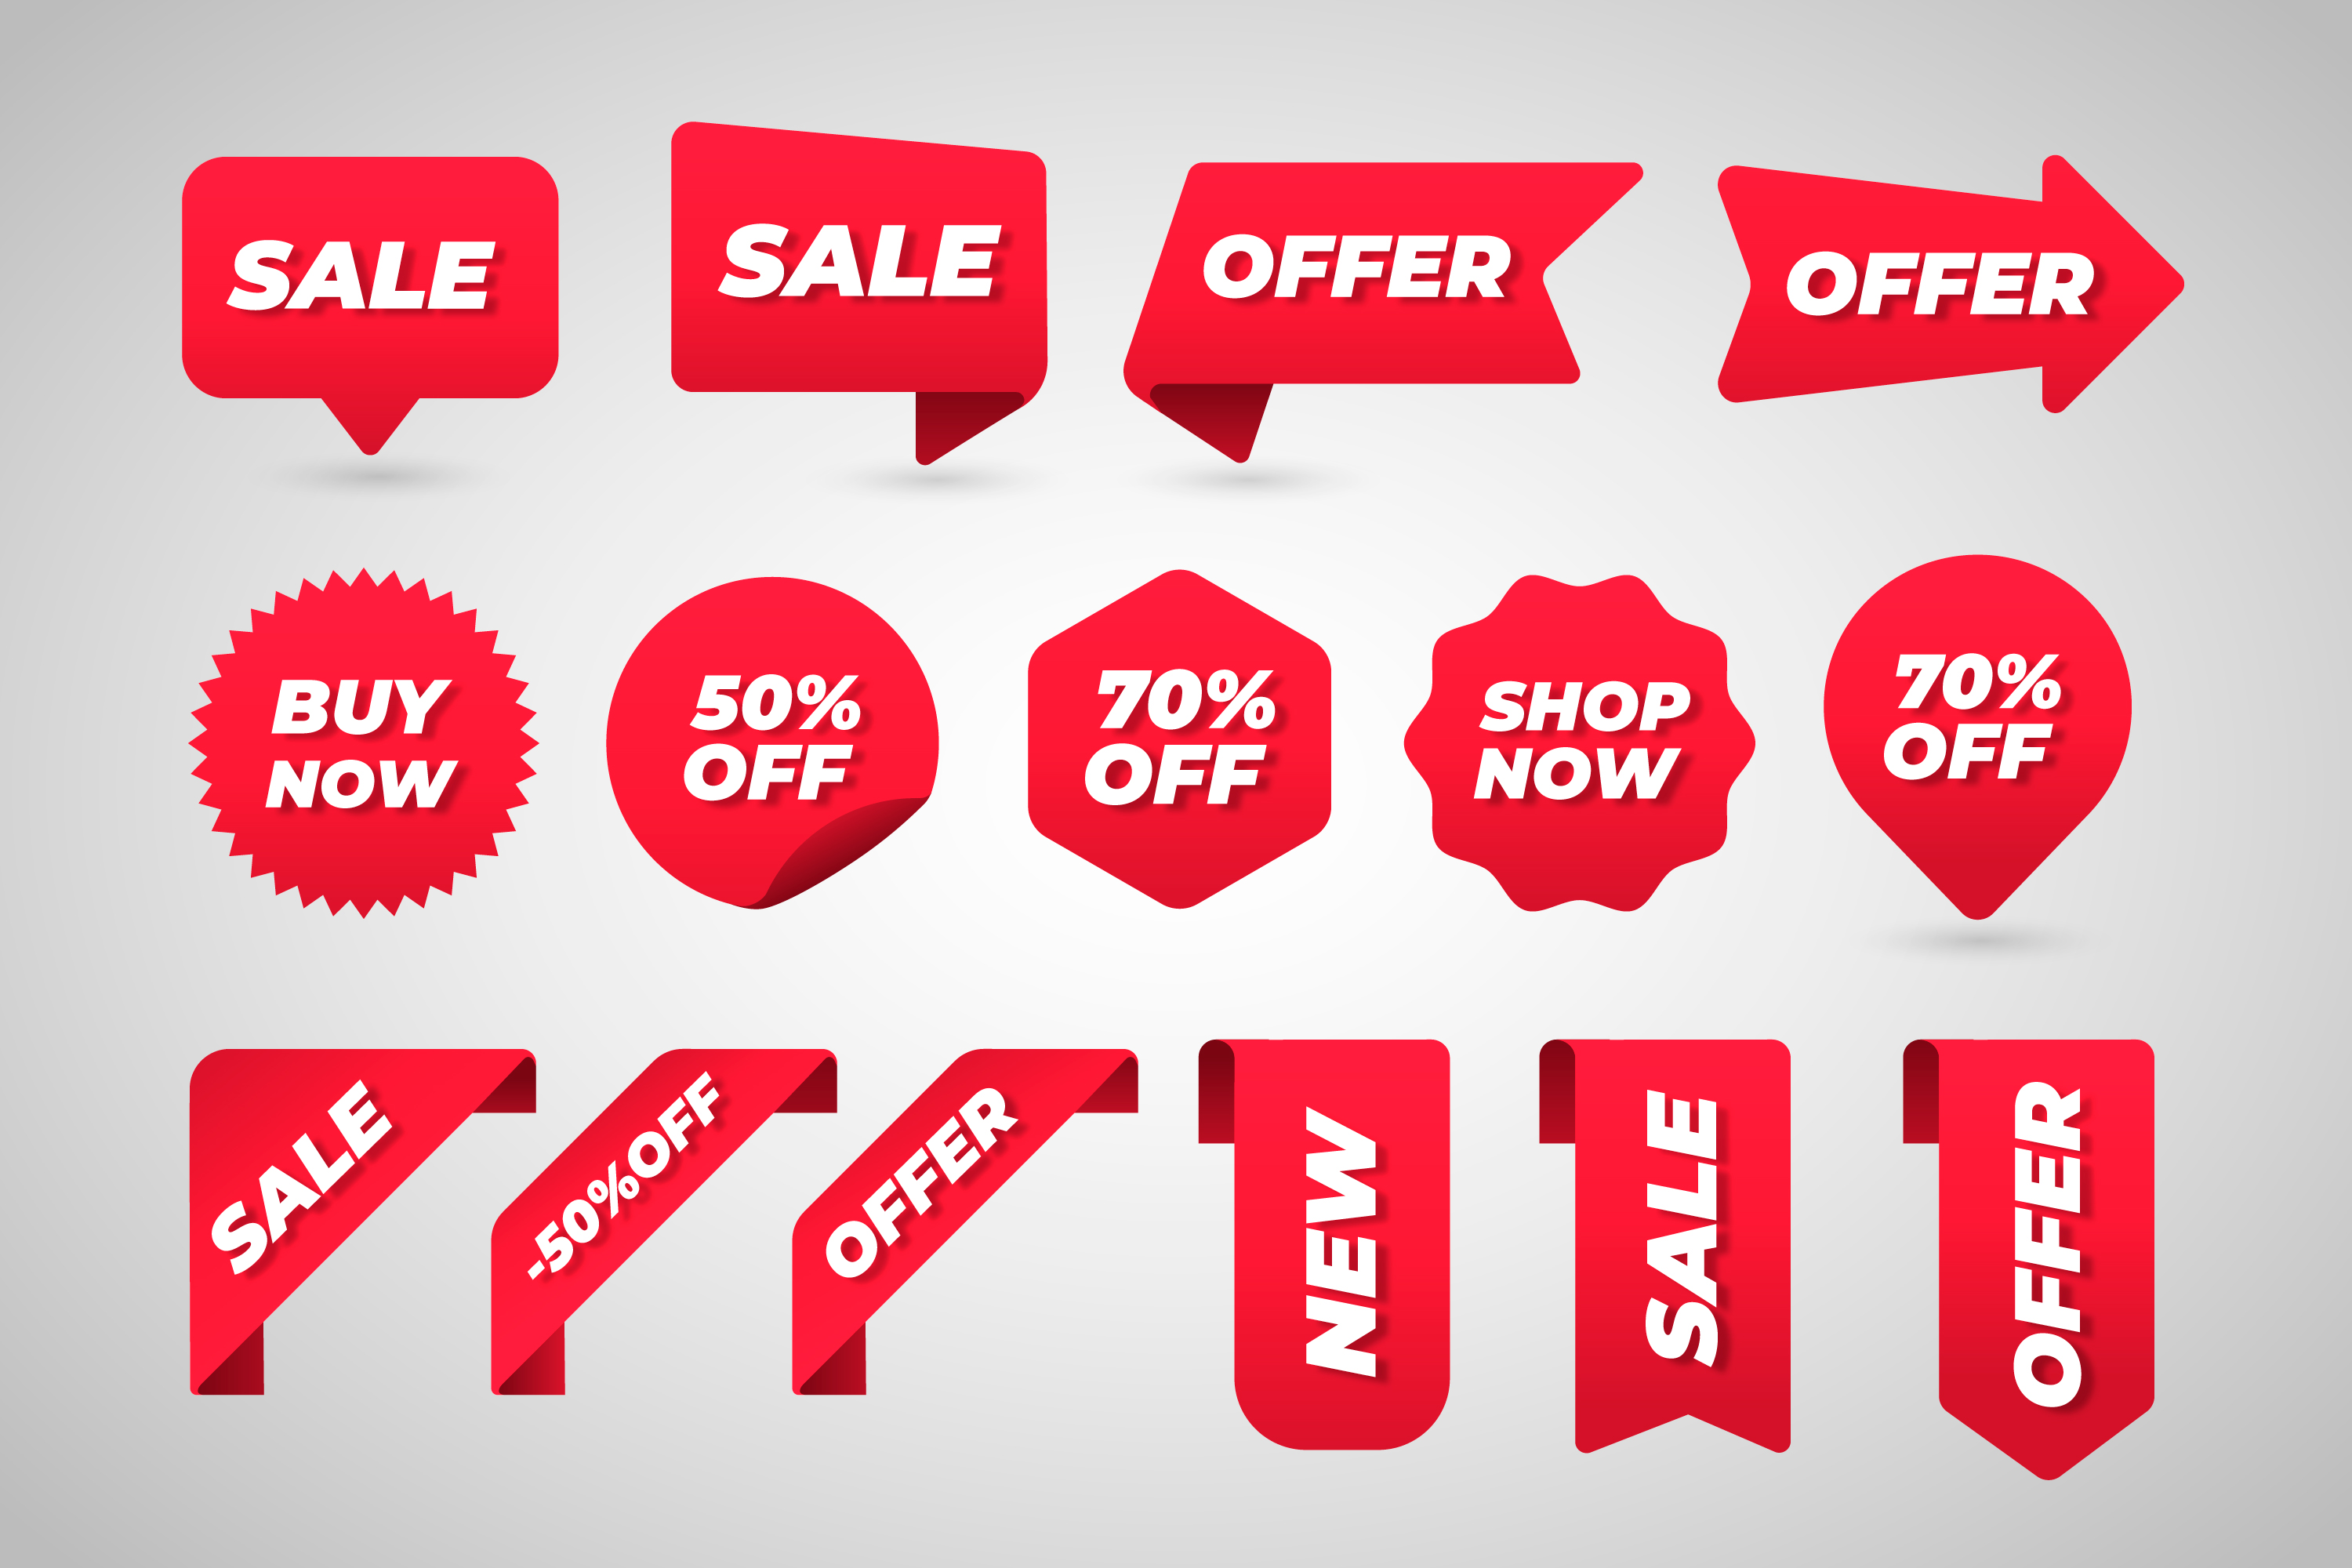 SALE
SALE
OFFER
OFFER
BUY
NOW
50%
OFF
70%
OFF
SHOP
NOW
70%
OFF
SALE
-50%OFF
OFFER
NEW
SALE
OFFER